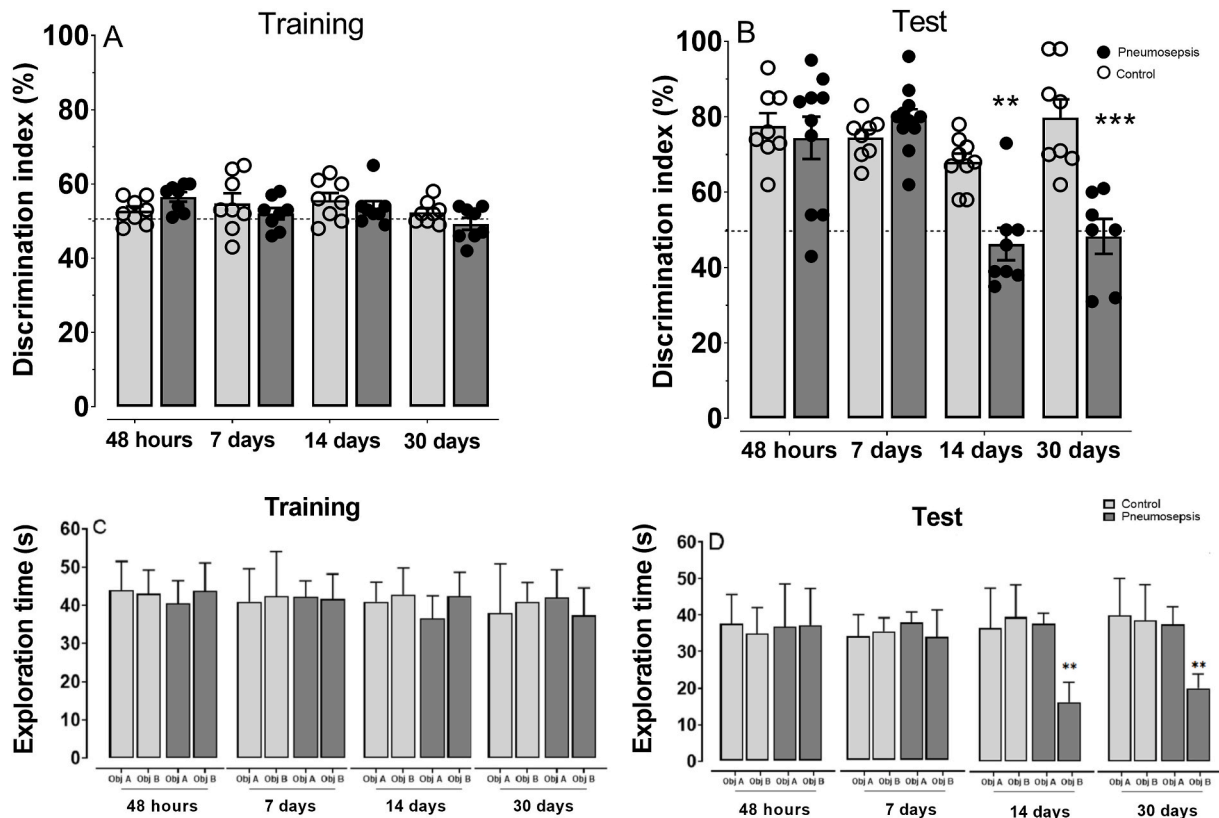 A
Training
Discrimination index (%)
100
80
60
40
20
0
48 hours 7 days 14 days 30 days
B
Test
Pneumosepsis
Control
Discrimination index (%)
100
80
60
40
20
0
**
***
48 hours 7 days 14 days 30 days
C
Training
Exploration time (s)
60
50
40
30
20
10
0
Obj A Obj B Obj A Obj B Obj A Obj B Obj A Obj B Obj A Obj B Obj A Obj B Obj A Obj B Obj A Obj B
48 hours 7 days 14 days 30 days
D
Test
Control
Pneumosepsis
Exploration time (s)
60
50
40
30
20
10
0
**
**
Obj A Obj B Obj A Obj B Obj A Obj B Obj A Obj B Obj A Obj B Obj A Obj B Obj A Obj B Obj A Obj B
48 hours 7 days 14 days 30 days